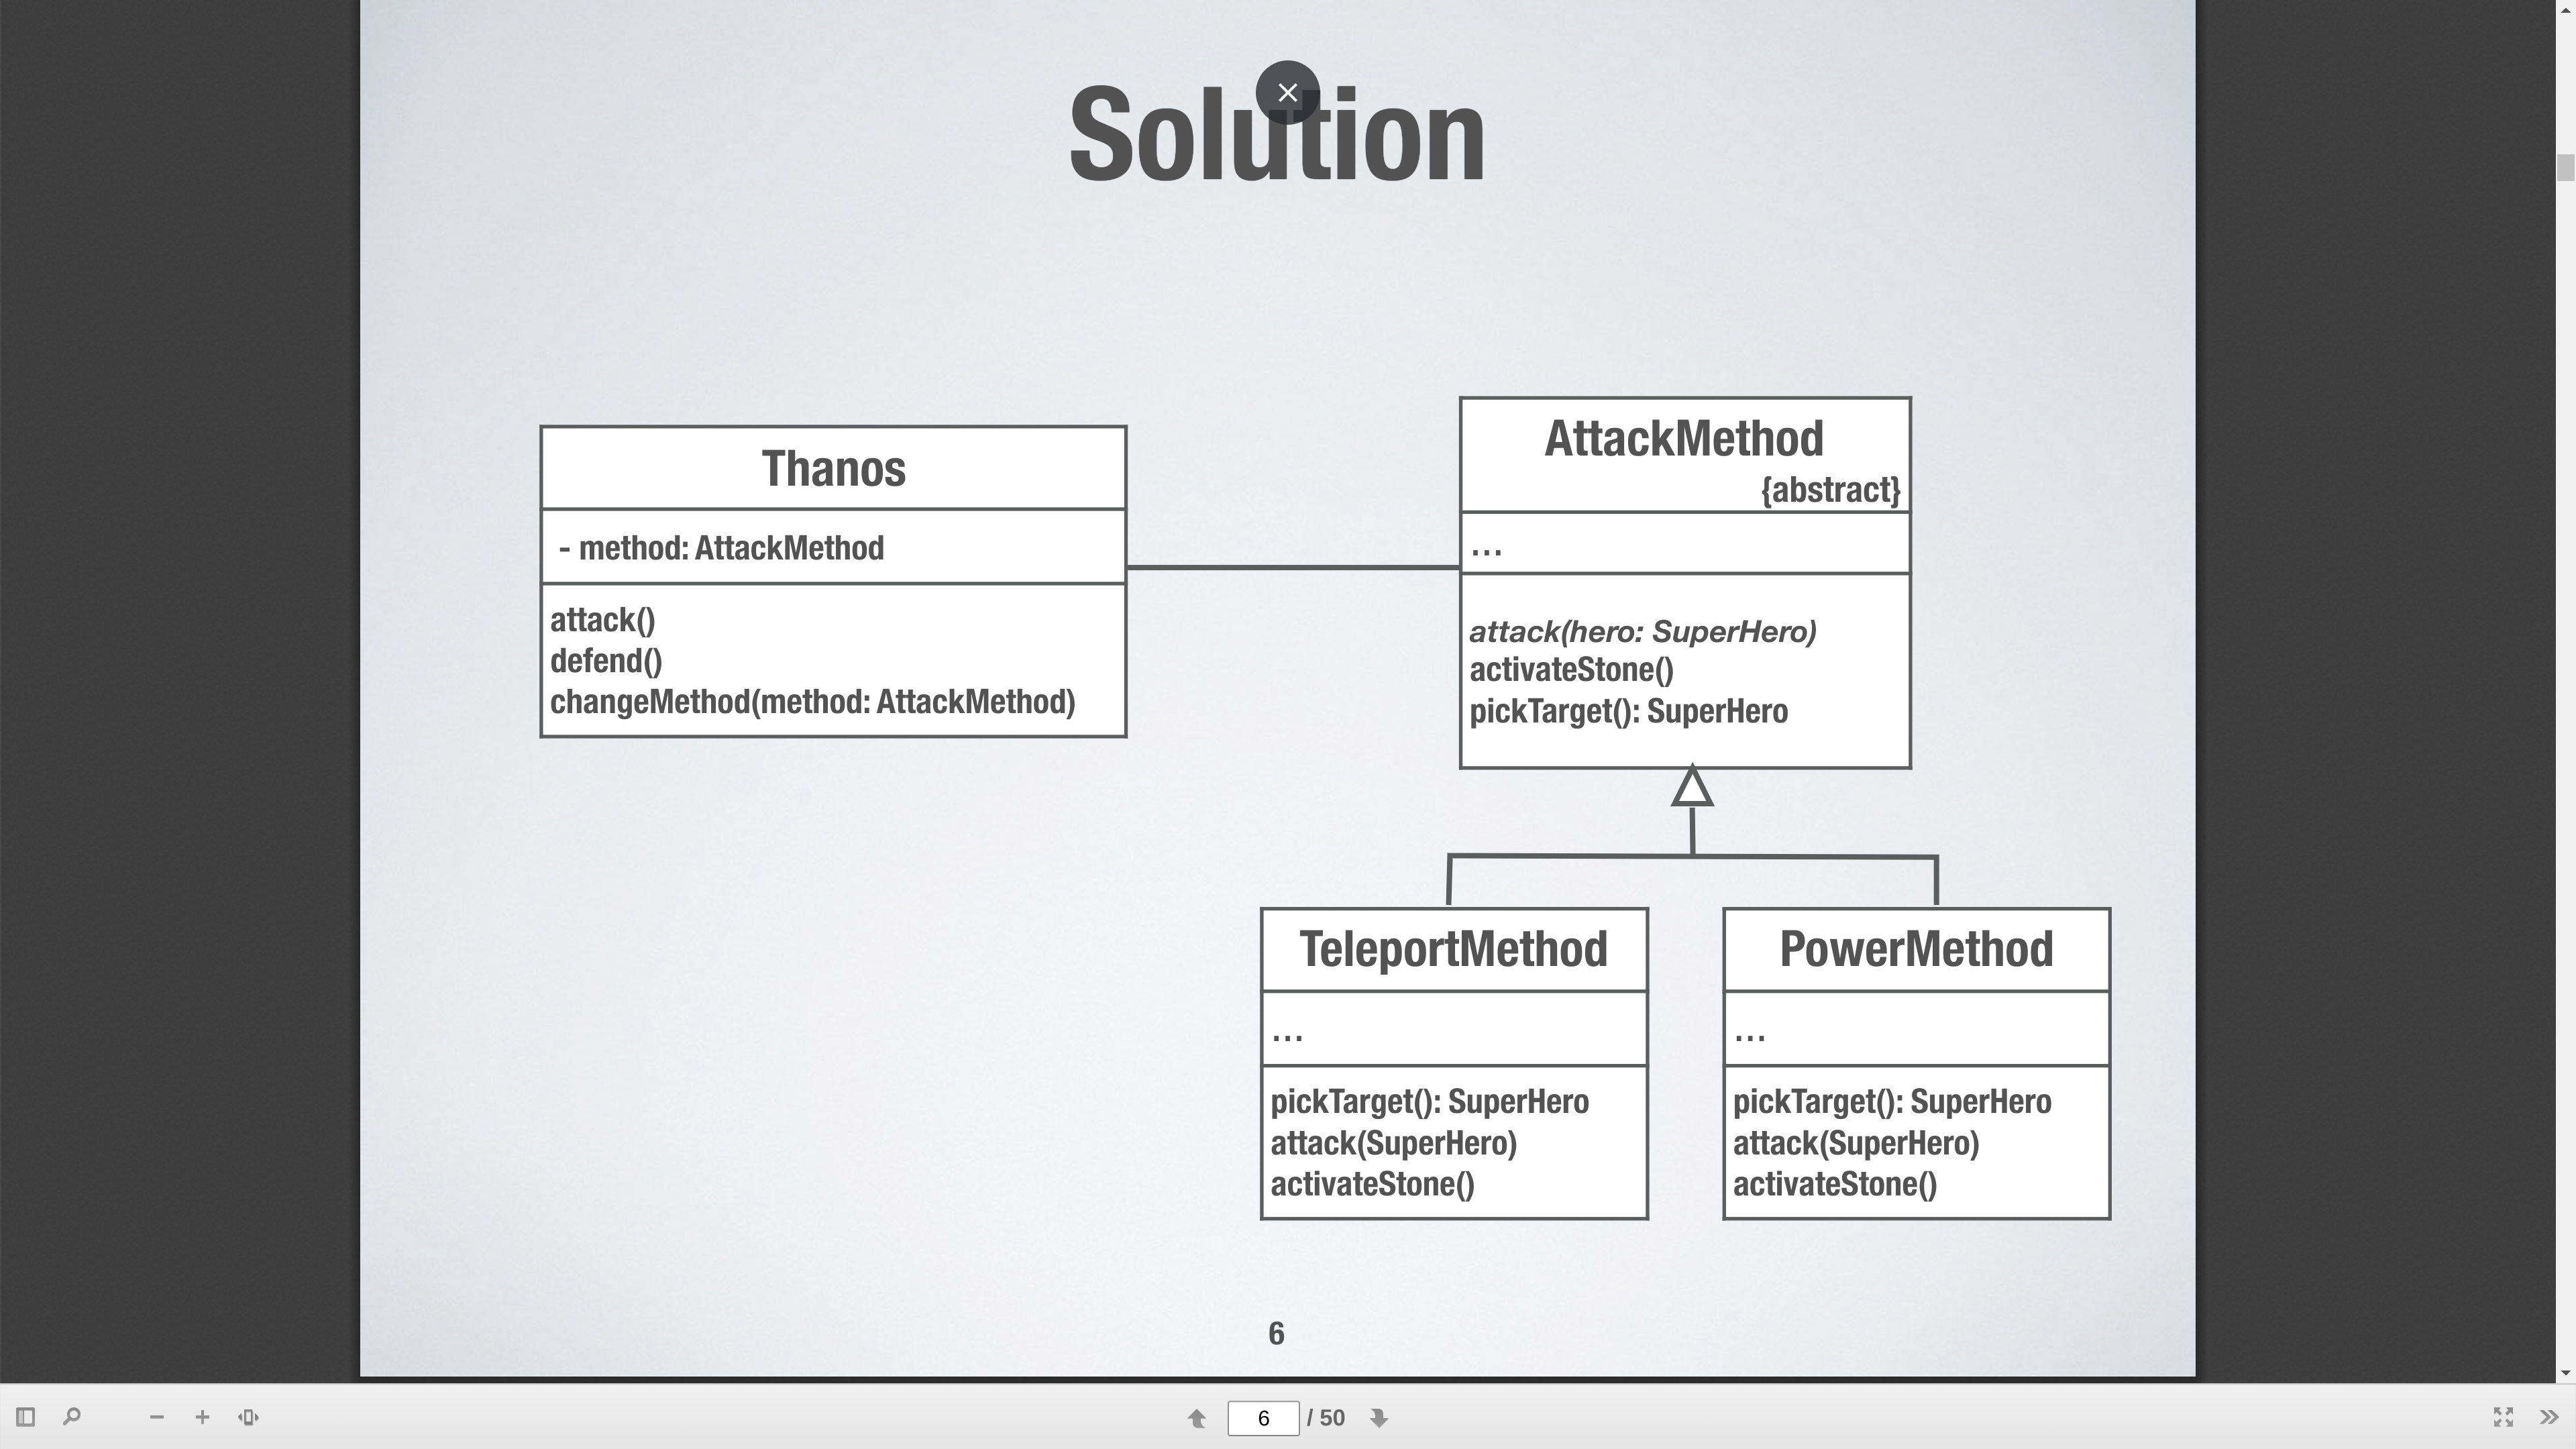 Solution
Thanos
- method: AttackMethod
attack()
defend()
changeMethod(method: AttackMethod)
AttackMethod
{abstract}
...
attack(hero: SuperHero)
activateStone()
pickTarget(): SuperHero
TeleportMethod
...
pickTarget(): SuperHero
attack(SuperHero)
activateStone()
PowerMethod
...
pickTarget(): SuperHero
attack(SuperHero)
activateStone()
6
6 / 50